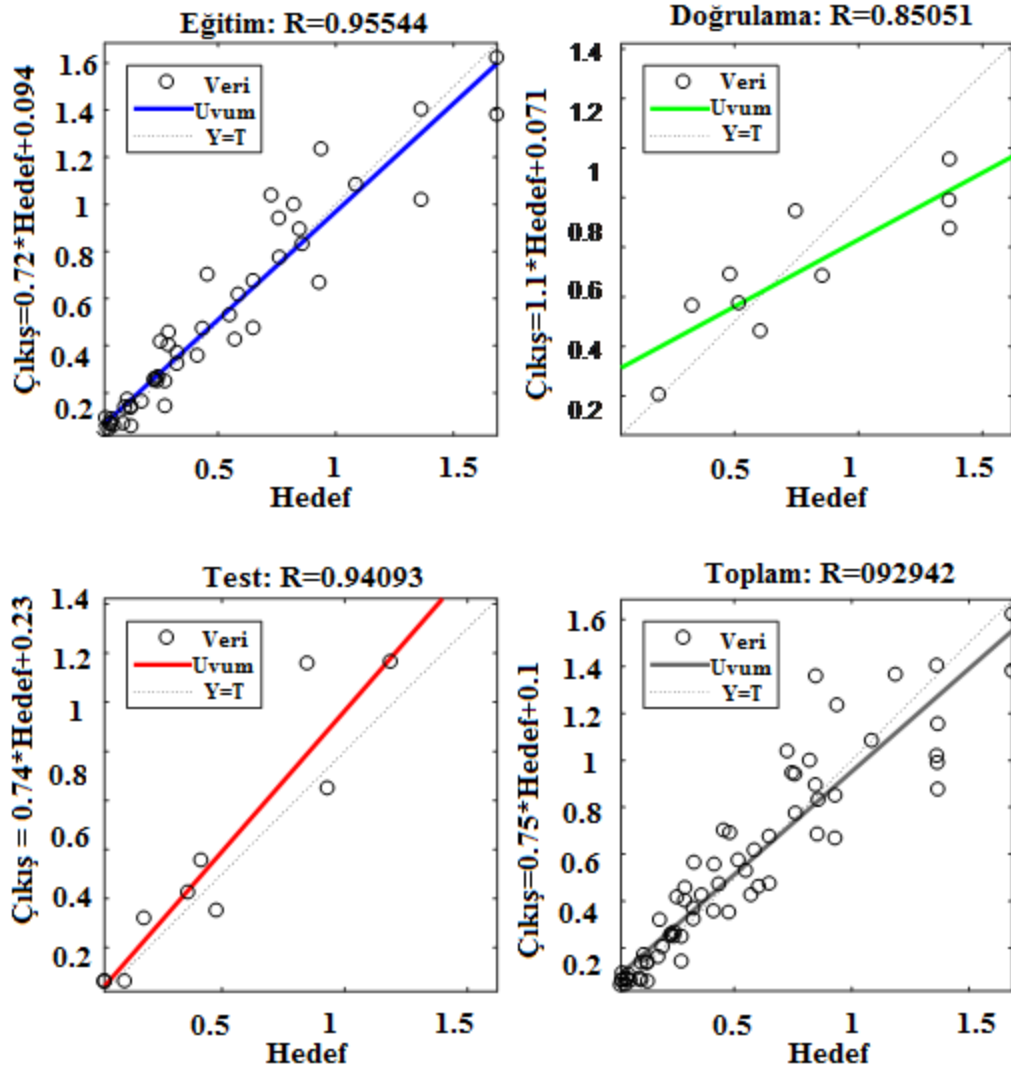 Eğitim: R=0.95544
Çıkış=0.72*Hedef+0.094
1.6
1.4
1.2
1
0.8
0.6
0.4
0.2
Veri
Uvum
Y=T
0.5
1
1.5
Hedef
Doğrulama: R=0.85051
Çıkış=1.1*Hedef+0.071
1.4
1.2
1
0.8
0.6
0.4
0.2
Veri
Uvum
Y=T
0.5
1
1.5
Hedef
Test: R=0.94093
Çıkış = 0.74*Hedef+0.23
1.4
1.2
1
0.8
0.6
0.4
0.2
Veri
Uvum
Y=T
0.5
1
1.5
Hedef
Toplam: R=092942
Çıkış=0.75*Hedef+0.1
1.6
1.4
1.2
1
0.8
0.6
0.4
0.2
Veri
Uvum
Y=T
0.5
1
1.5
Hedef